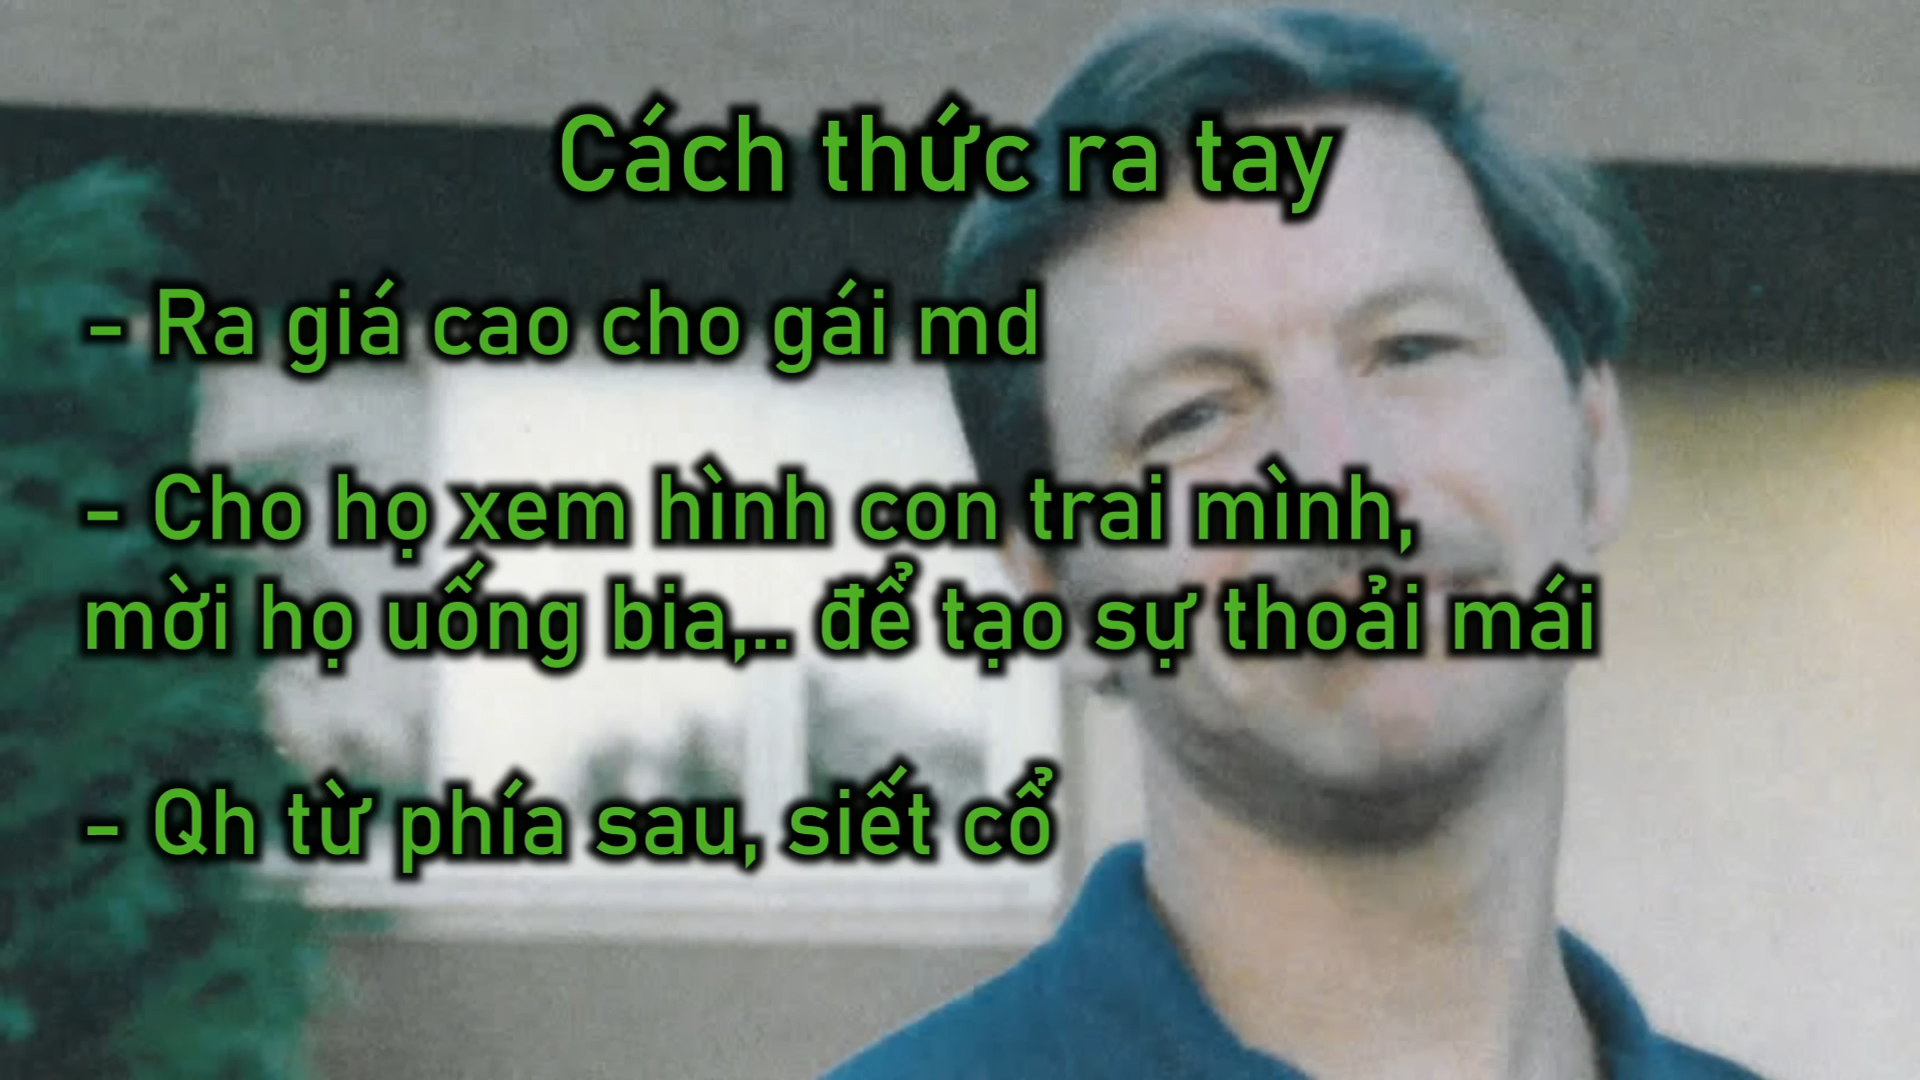 Cách thức ra tay
- Ra giá cao cho gái md
- Cho họ xem hình con trai mình,
mời họ uống bia,.. để tạo sự thoải mái
- Qh từ phía sau, siết cổ